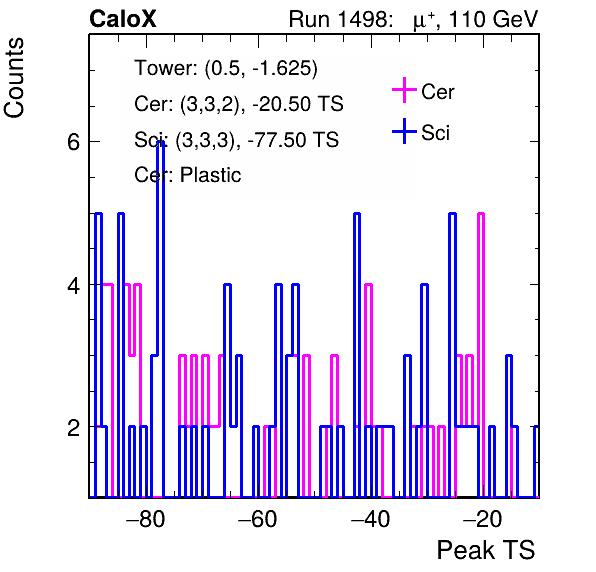 CaloX Run 1498: μ⁺, 110 GeV
Counts
Tower: (0.5, -1.625)
Cer: (3,3,2), -20.50 TS
Sci: (3,3,3), -77.50 TS
Cer: Plastic
Cer
Sci
6
4
2
−80 −60 −40 −20
Peak TS